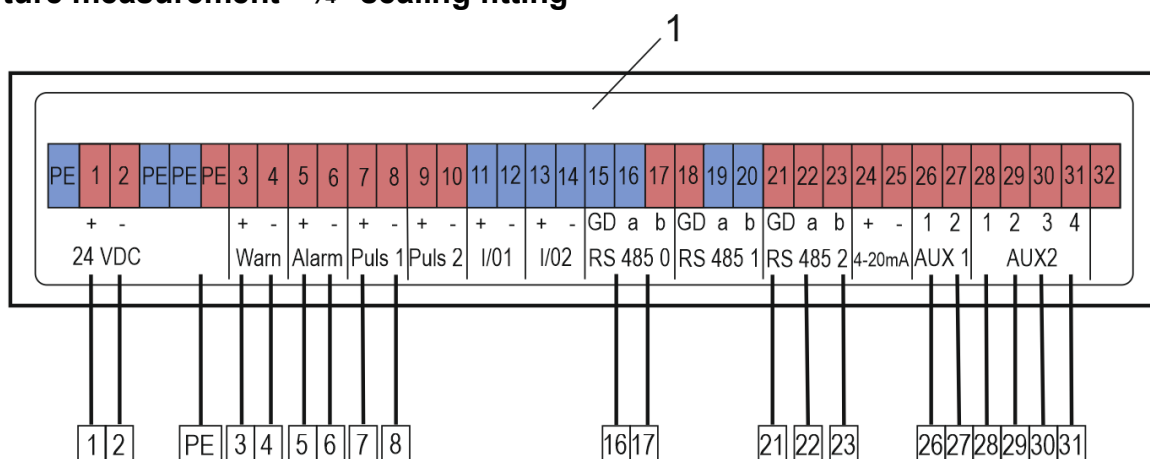 ture measurement - ¾" sealing fitting
1
PE 1 2 PE PE PE 3 4 5 6 7 8 9 10 11 12 13 14 15 16 17 18 19 20 21 22 23 24 25 26 27 28 29 30 31 32
+ - + - + - + - + - + - + - GD a b GD a b GD a b + - 1 2 1 2 3 4
24 VDC Warn Alarm Puls 1 Puls 2 I/01 I/02 RS 485 0 RS 485 1 RS 485 2 4-20mA AUX 1 AUX2
1 2 PE 3 4 5 6 7 8 16 17 21 22 23 26 27 28 29 30 31